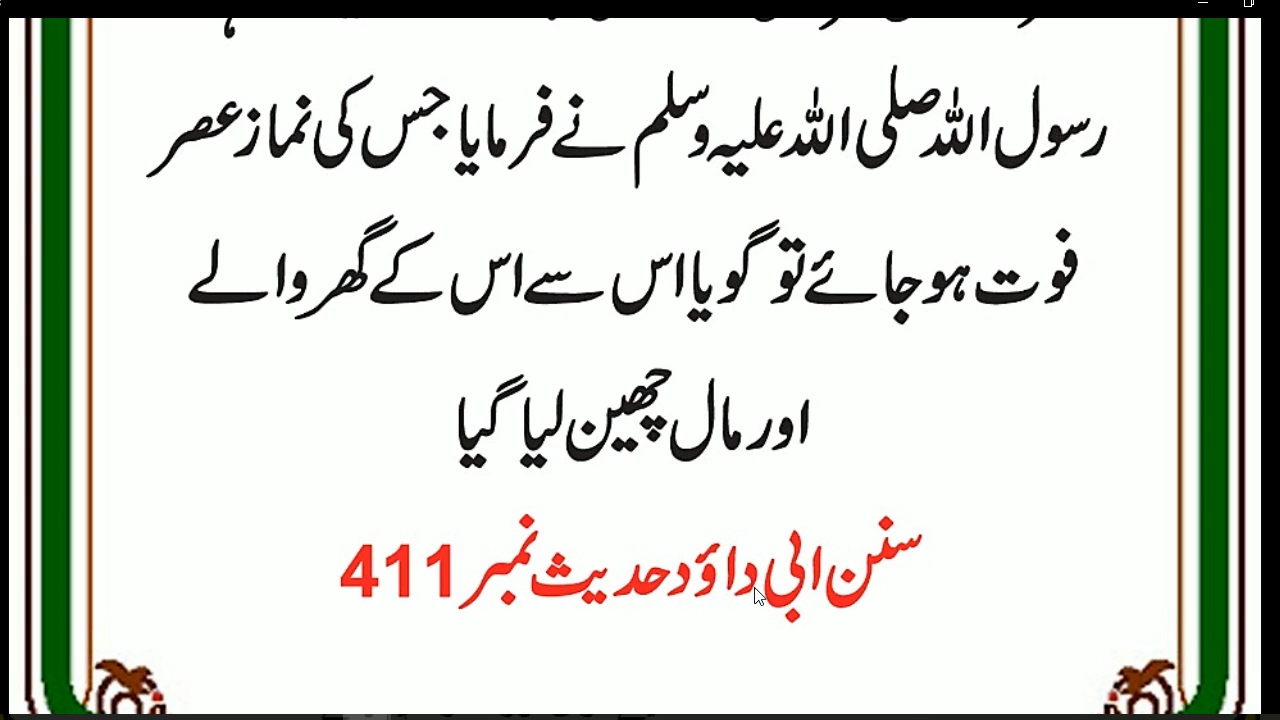 رسول اللہ صلی اللہ علیہ وسلم نے فرمایا جس کی نماز عصر
فوت ہو جائے تو گویا اس سے اس کے گھر والے
اور مال چھین لیا گیا
سنن ابی داؤد حدیث نمبر 411